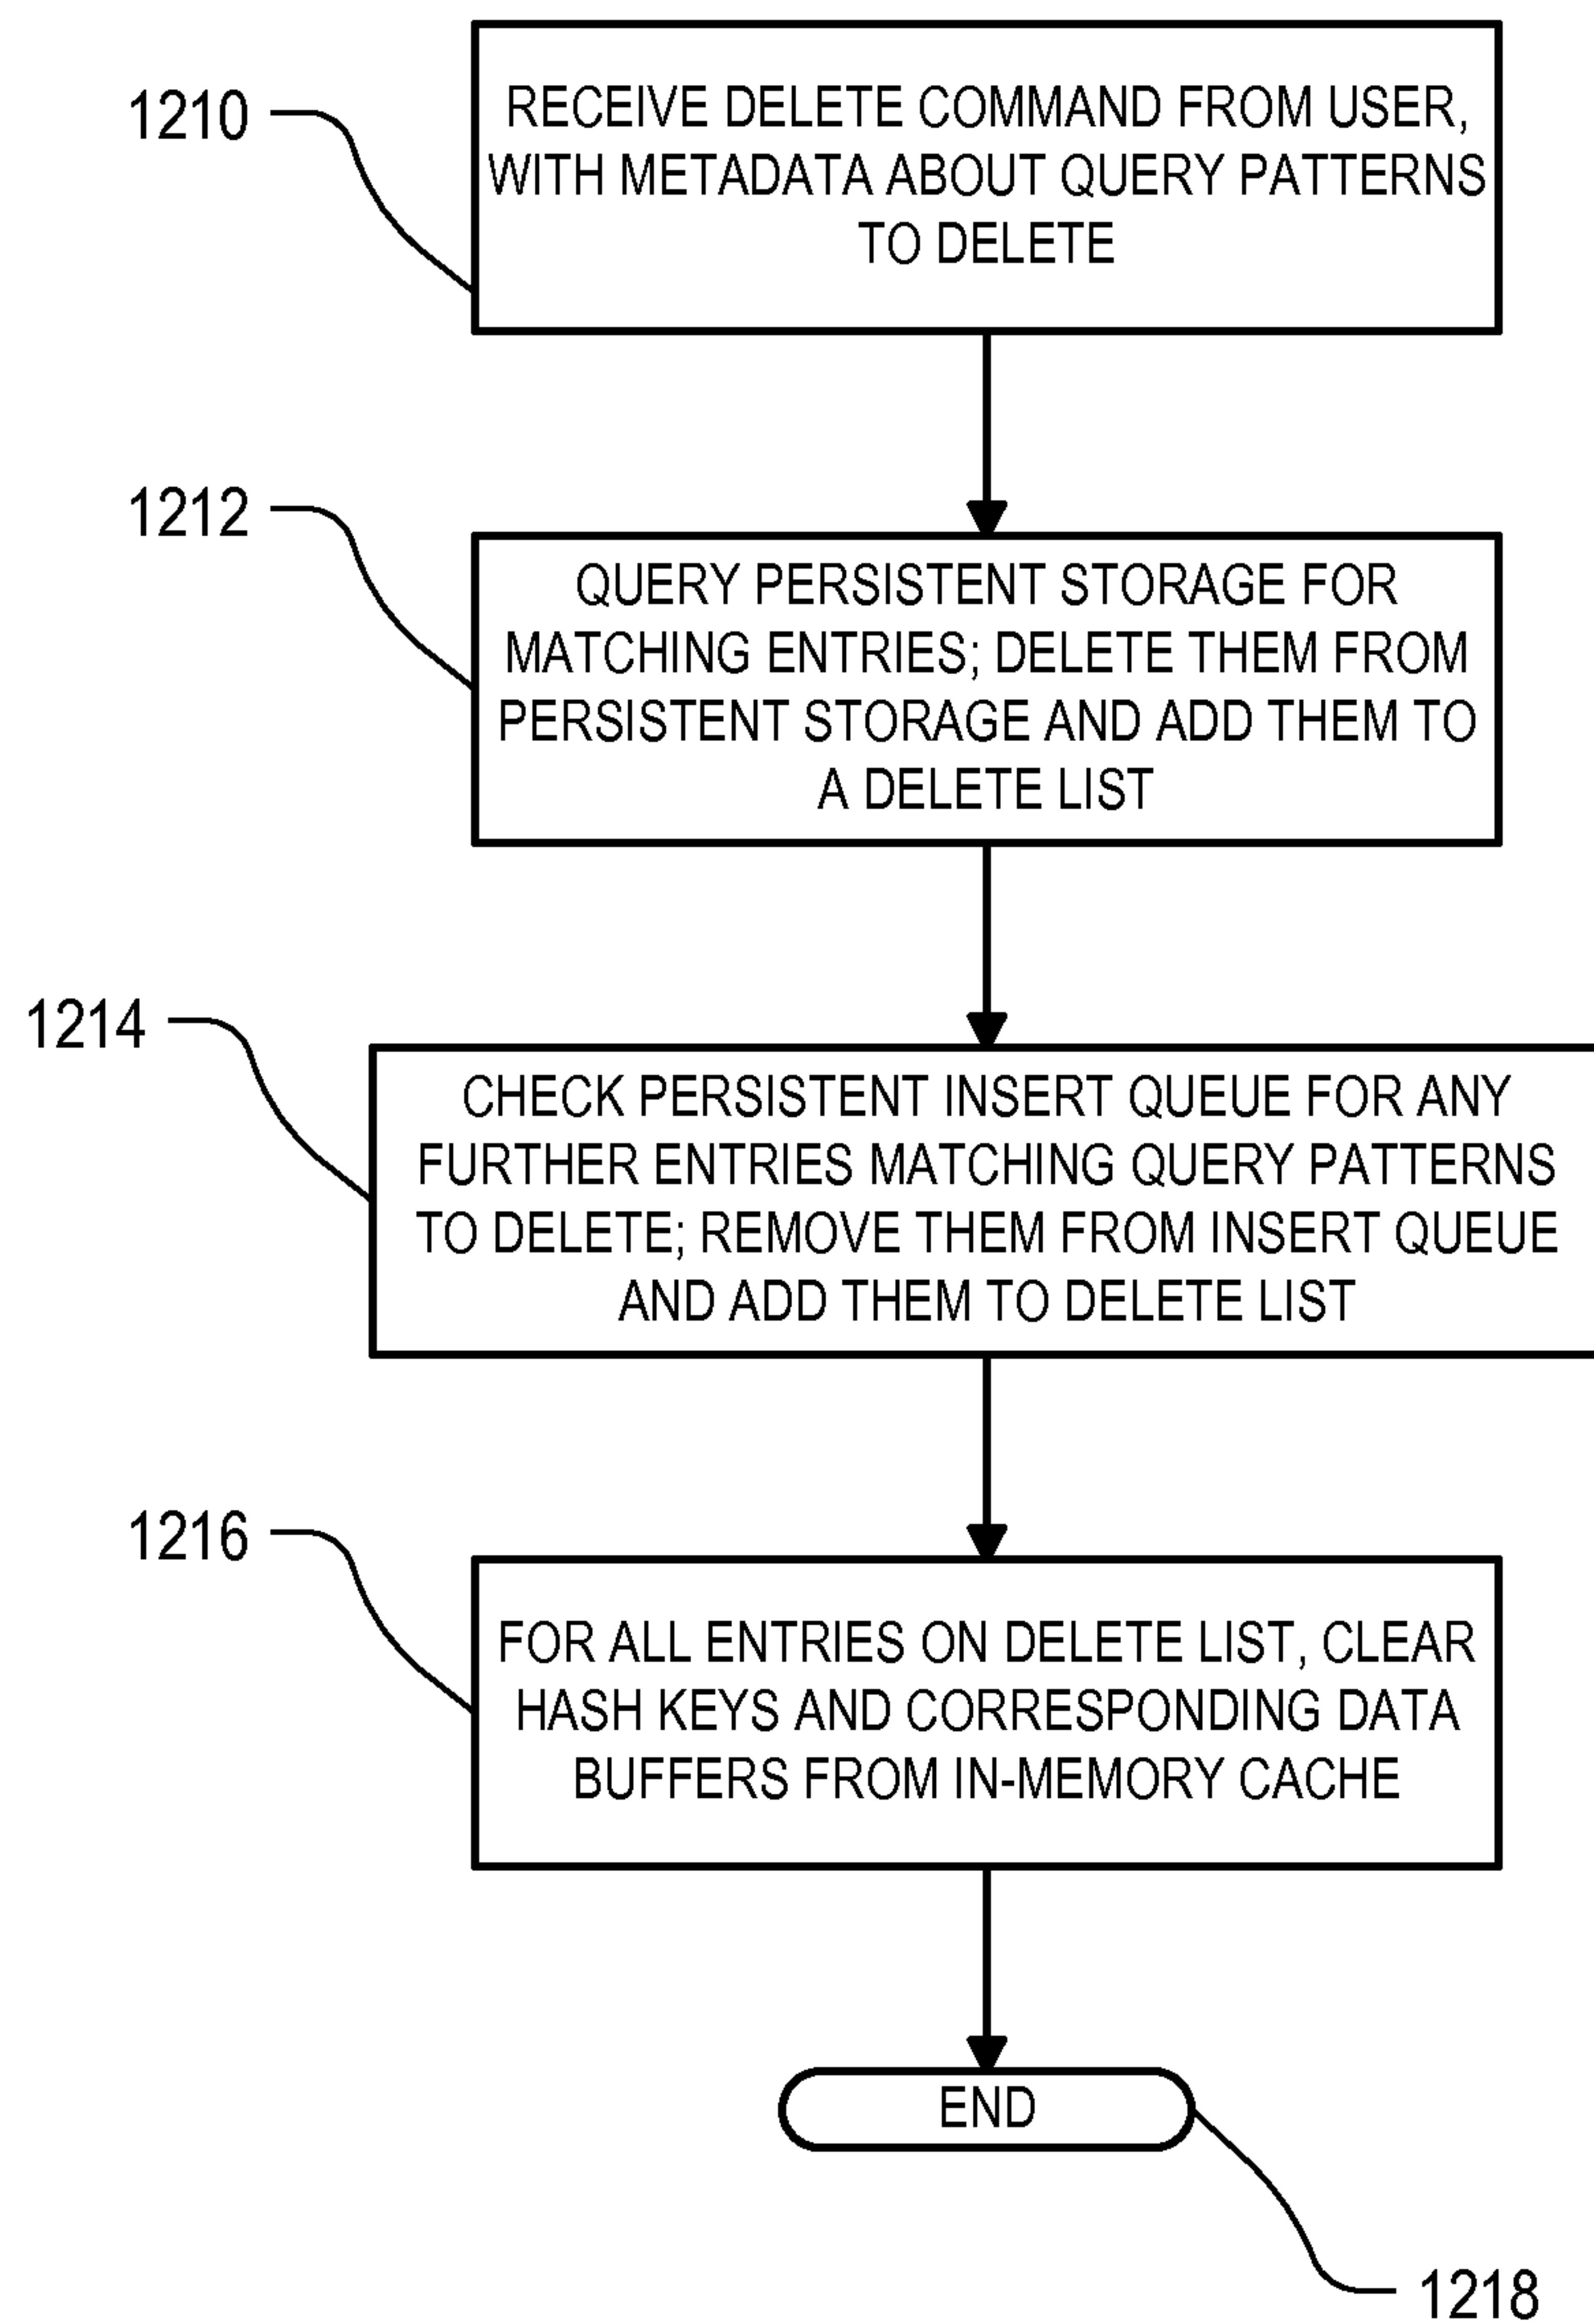 1210
RECEIVE DELETE COMMAND FROM USER,
WITH METADATA ABOUT QUERY PATTERNS
TO DELETE
1212
QUERY PERSISTENT STORAGE FOR
MATCHING ENTRIES; DELETE THEM FROM
PERSISTENT STORAGE AND ADD THEM TO
A DELETE LIST
1214
CHECK PERSISTENT INSERT QUEUE FOR ANY
FURTHER ENTRIES MATCHING QUERY PATTERNS
TO DELETE; REMOVE THEM FROM INSERT QUEUE
AND ADD THEM TO DELETE LIST
1216
FOR ALL ENTRIES ON DELETE LIST, CLEAR
HASH KEYS AND CORRESPONDING DATA
BUFFERS FROM IN-MEMORY CACHE
END
1218